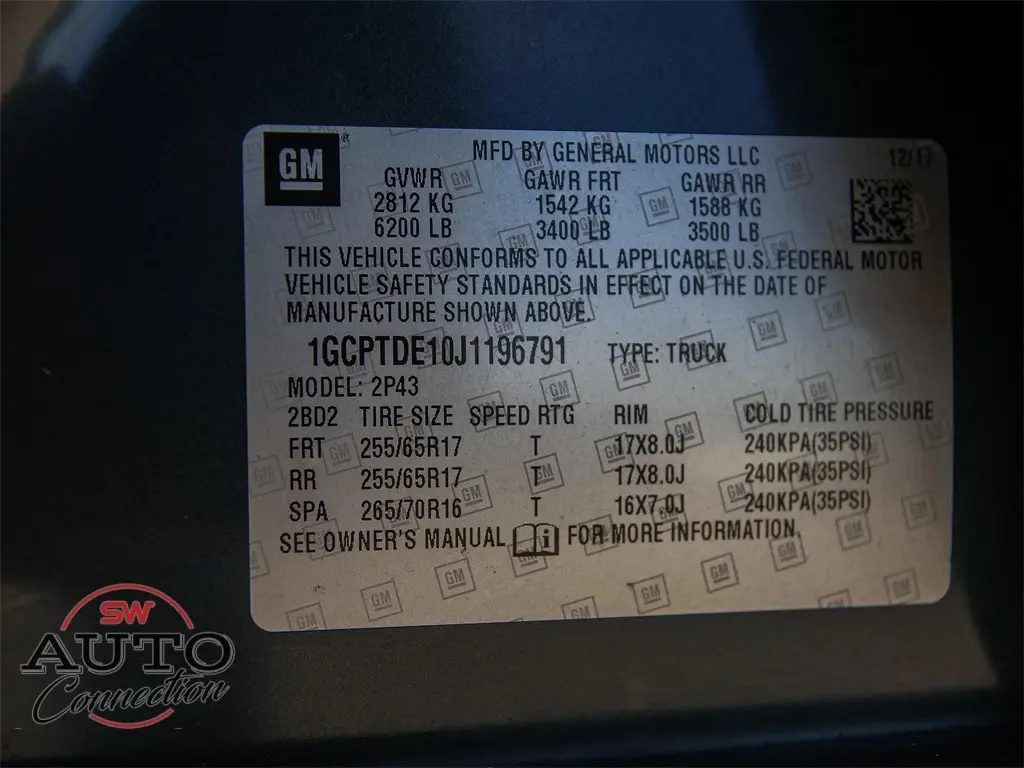 GM
MFD BY GENERAL MOTORS LLC
12/17
GVWR GAWR FRT GAWR RR
2812 KG 1542 KG 1588 KG
6200 LB 3400 LB 3500 LB
THIS VEHICLE CONFORMS TO ALL APPLICABLE U.S. FEDERAL MOTOR
VEHICLE SAFETY STANDARDS IN EFFECT ON THE DATE OF
MANUFACTURE SHOWN ABOVE.
1GCPTDE10J1196791 TYPE: TRUCK
MODEL: 2P43
2BD2 TIRE SIZE SPEED RTG RIM COLD TIRE PRESSURE
FRT 255/65R17 T 17X8.0J 240KPA(35PSI)
RR 255/65R17 T 17X8.0J 240KPA(35PSI)
SPA 265/70R16 T 16X7.0J 240KPA(35PSI)
SEE OWNER'S MANUAL i FOR MORE INFORMATION.
SW
AUTO
Connection